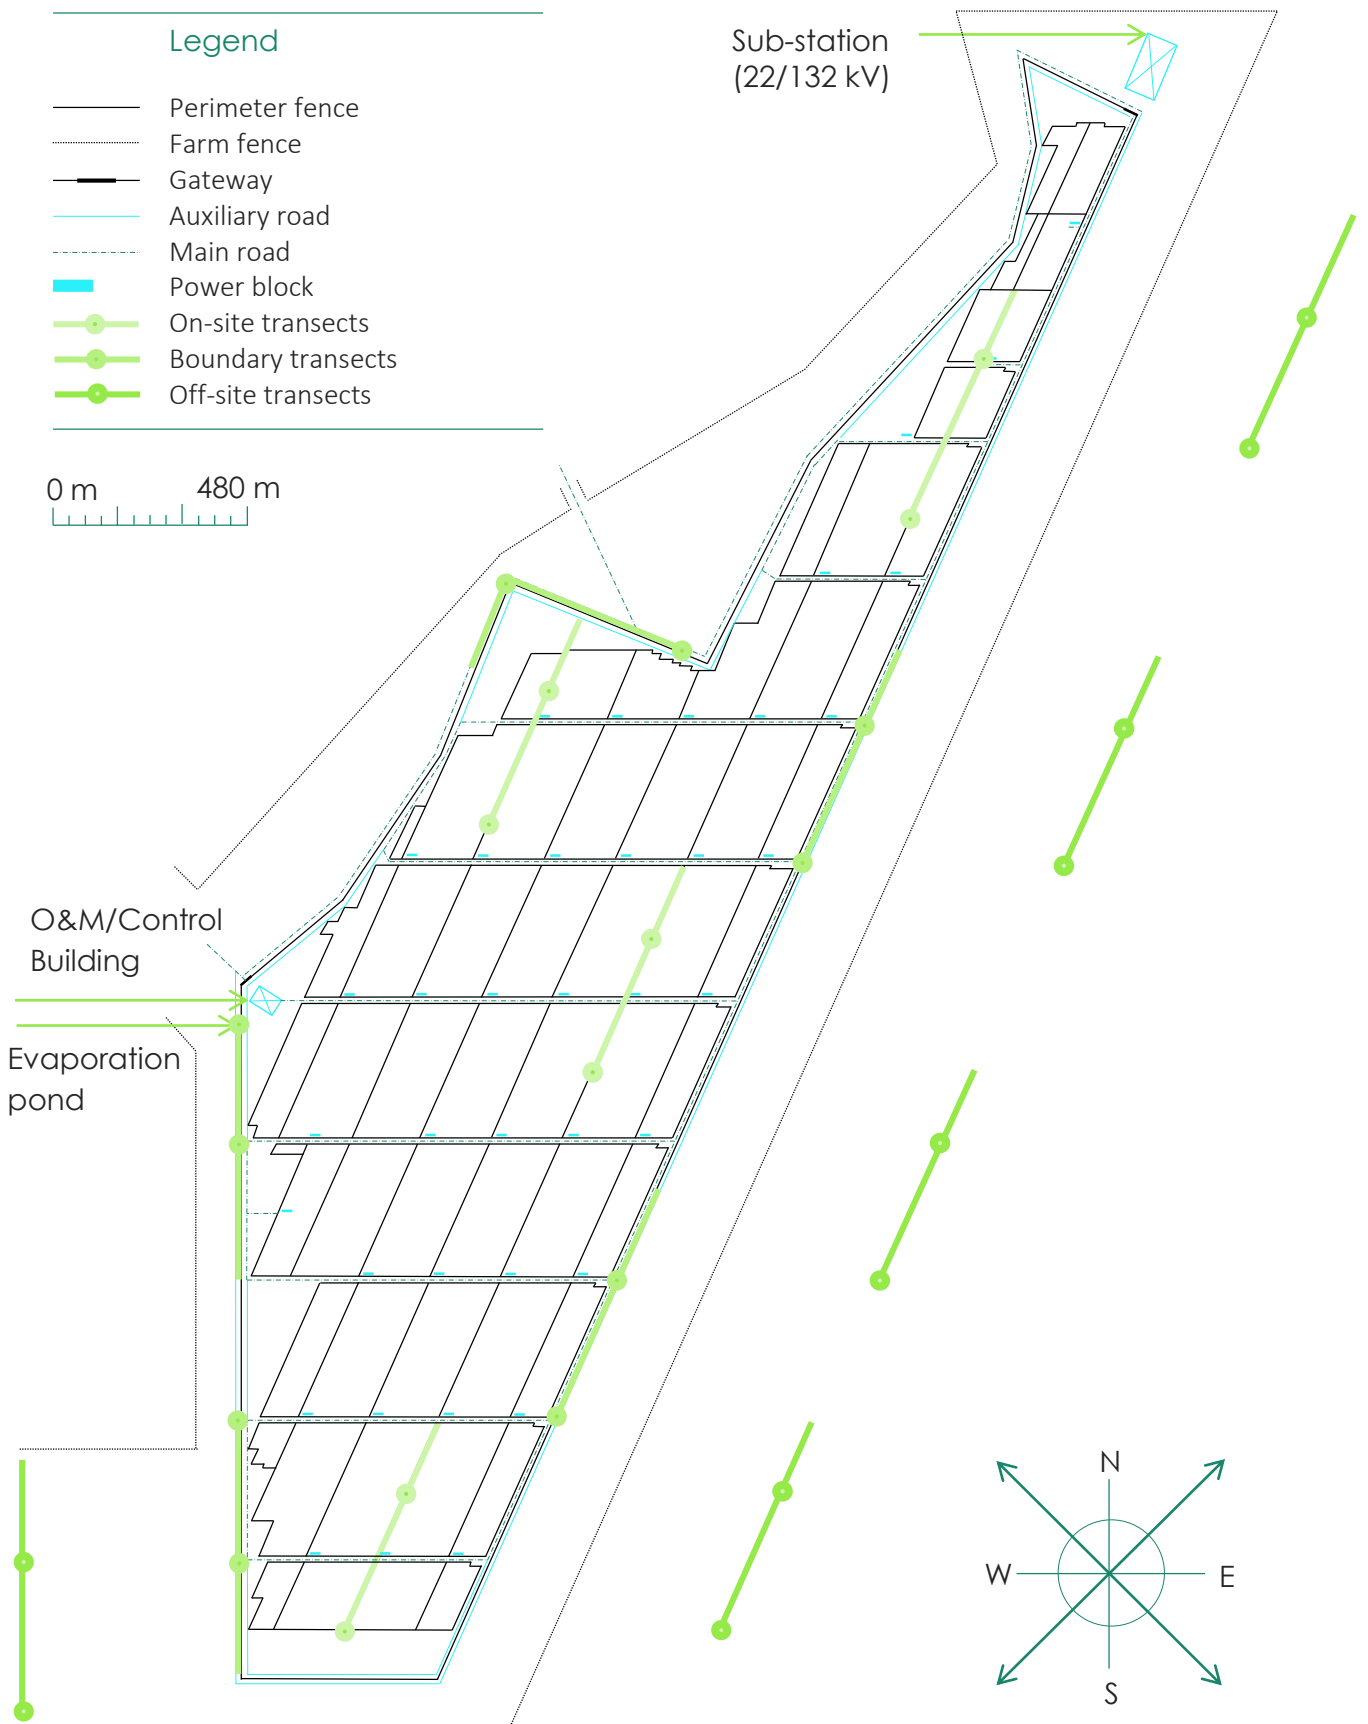 Legend
Perimeter fence
Farm fence
Gateway
Auxiliary road
Main road
Power block
On-site transects
Boundary transects
Off-site transects
0 m 480 m
Sub-station
(22/132 kV)
O&M/Control
Building
Evaporation
pond
N
W E
S